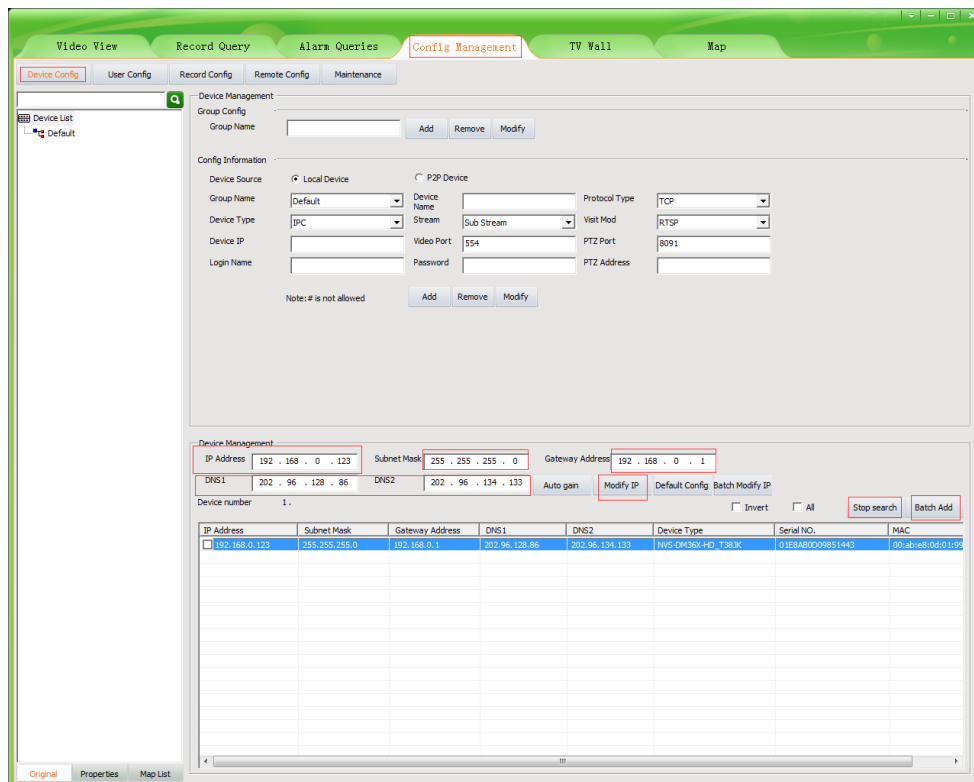 Video View Record Query Alarm Queries Config Management TV Wall Map
Device Config User Config Record Config Remote Config Maintenance
Device List
Default
Device Management
Group Config
Group Name Add Remove Modify
Config Information
Device Source Local Device P2P Device
Group Name Default Device Name Protocol Type TCP
Device Type IPC Stream Sub Stream Visit Mod RTSP
Device IP Video Port 554 PTZ Port 8091
Login Name Password PTZ Address
Note:# is not allowed Add Remove Modify
Device Management
IP Address 192 . 168 . 0 . 123 Subnet Mask 255 . 255 . 255 . 0 Gateway Address 192 . 168 . 0 . 1
DNS1 202 . 96 . 128 . 86 DNS2 202 . 96 . 134 . 133 Auto gain Modify IP Default Config Batch Modify IP
Device number 1 . Invert All Stop search Batch Add
IP Address Subnet Mask Gateway Address DNS1 DNS2 Device Type Serial NO. MAC
192.168.0.123 255.255.255.0 192.168.0.1 202.96.128.86 202.96.134.133 NVS-DM36X-HD_T38JK 01E8AB0D09851443 00:ab:e8:0d:01:99
Original Properties Map List